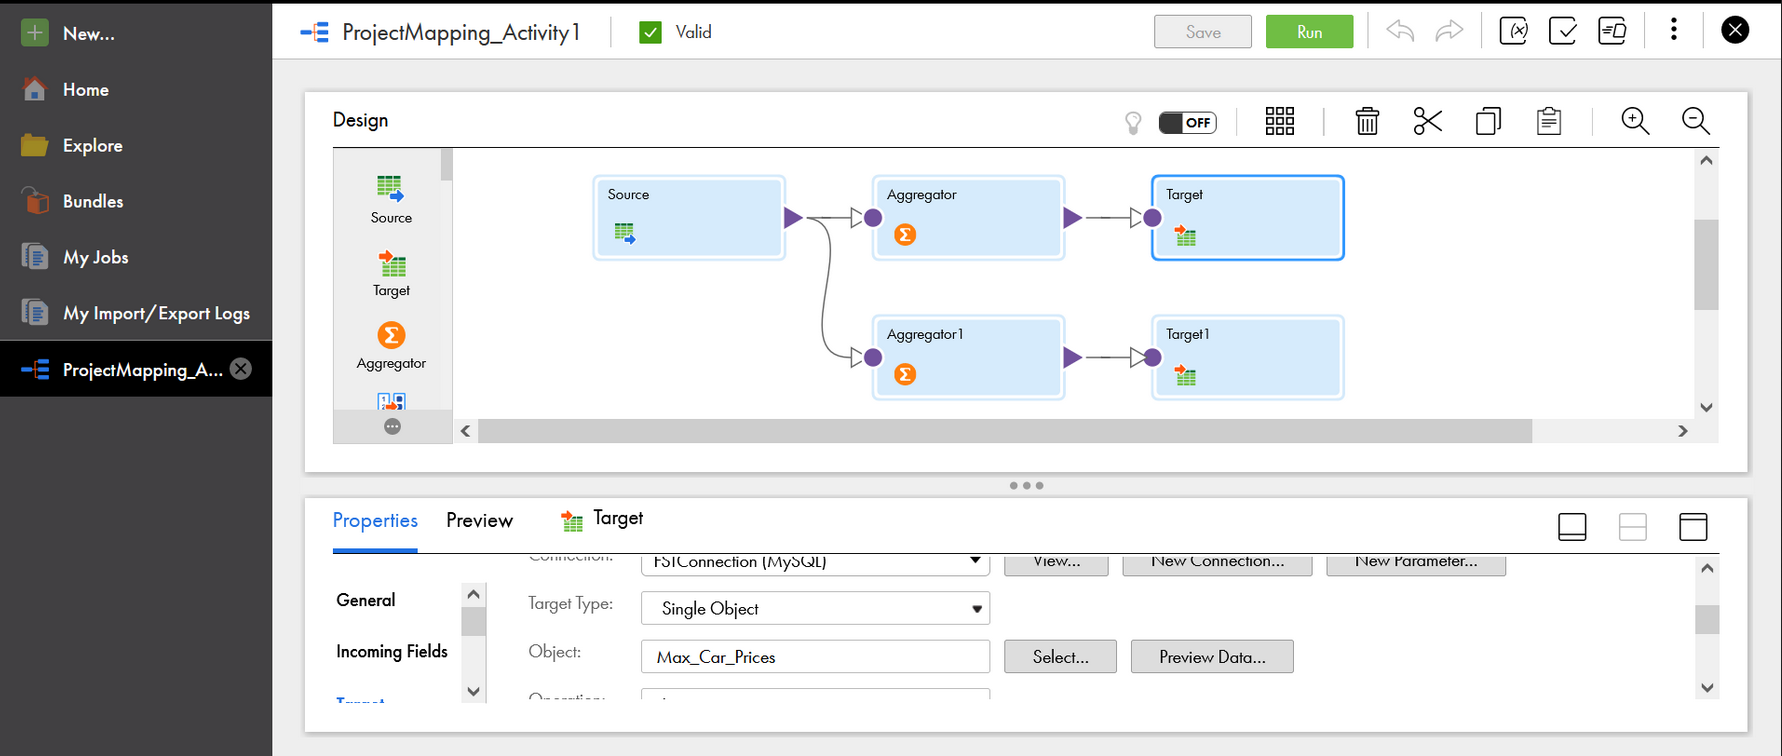 New...
Home
Explore
Bundles
My Jobs
My Import/Export Logs
ProjectMapping_A...
ProjectMapping_Activity1
Valid
Save
Run
Design
OFF
Source
Target
Aggregator
Source
Aggregator
Target
Aggregator1
Target1
Properties
Preview
Target
General
Incoming Fields
Target
Connection:
FSTConnection (MySQL)
View...
New Connection...
New Parameter...
Target Type:
Single Object
Object:
Max_Car_Prices
Select...
Preview Data...
Operation: